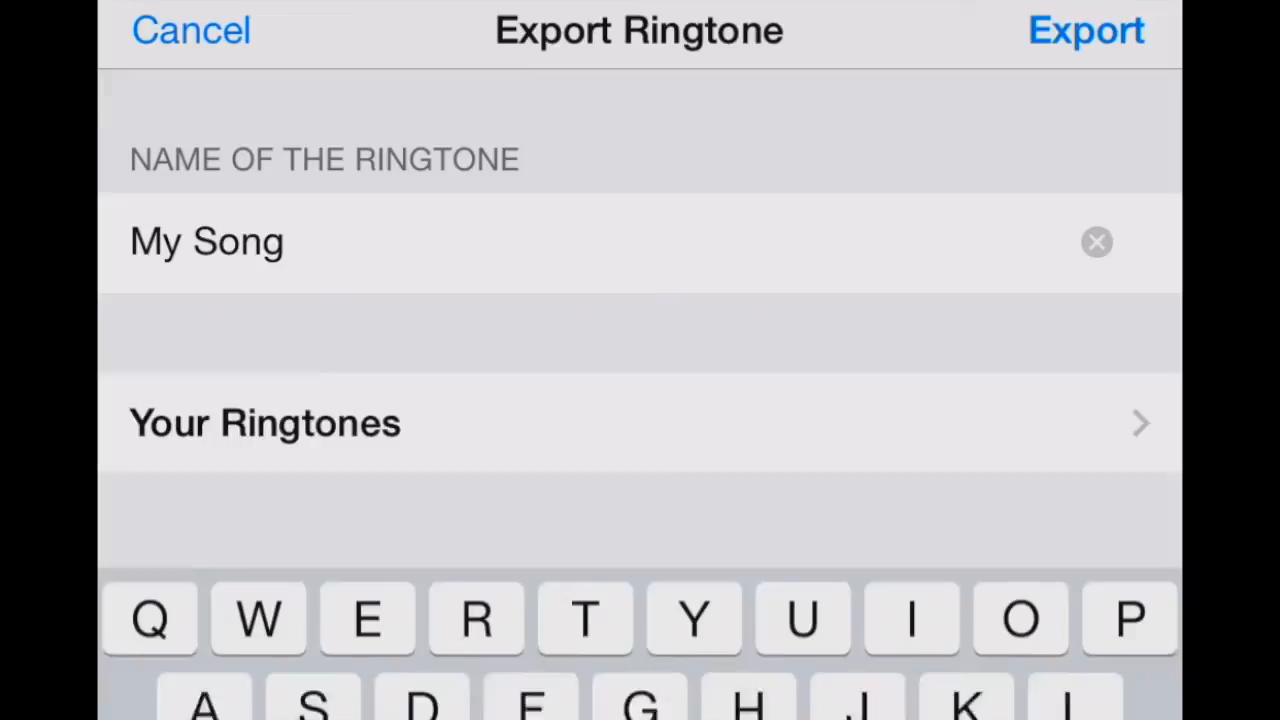 Cancel Export Ringtone Export
NAME OF THE RINGTONE
My Song
Your Ringtones
Q W E R T Y U I O P
A S D F G H J K L